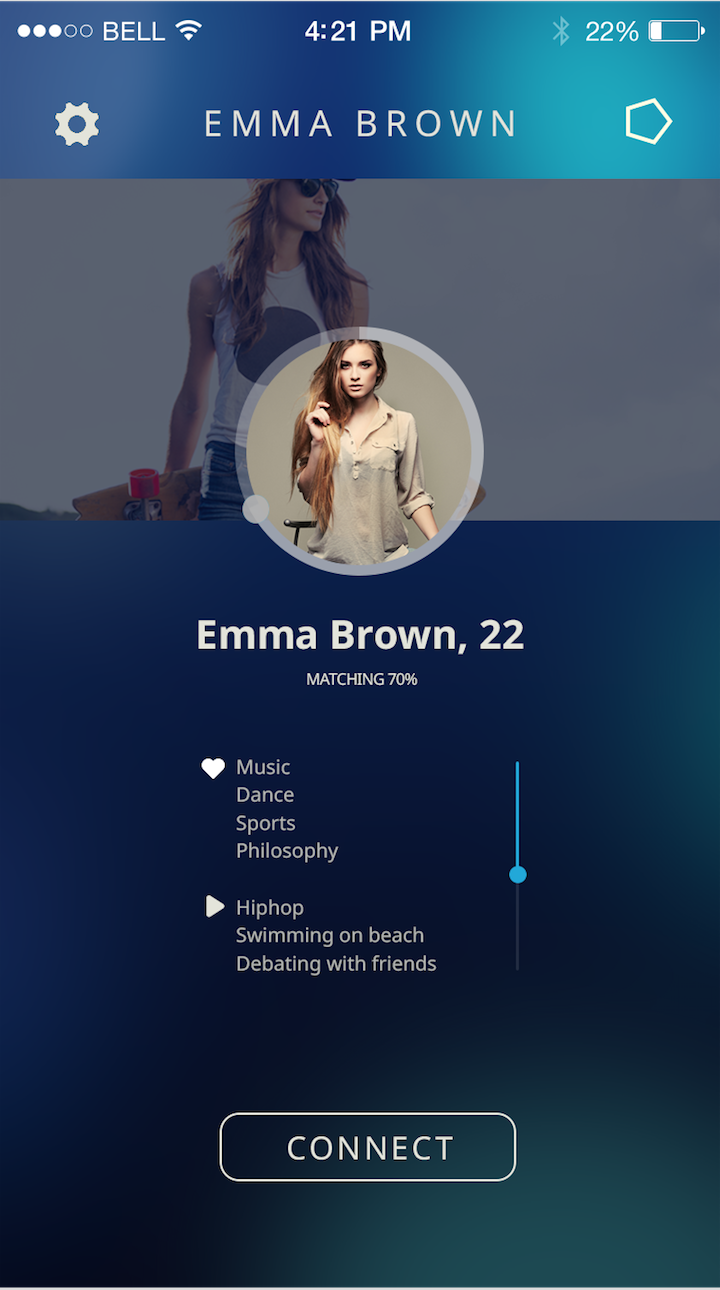 BELL 4:21 PM 22%
EMMA BROWN
Emma Brown, 22
MATCHING 70%
Music
Dance
Sports
Philosophy
Hiphop
Swimming on beach
Debating with friends
CONNECT